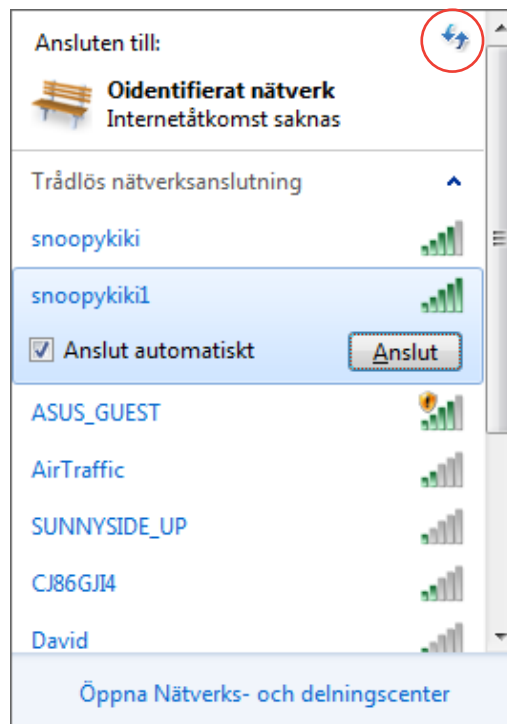 Ansluten till:
Oidentifierat nätverk
Internetåtkomst saknas
Trådlös nätverksanslutning
snoopykiki
snoopykiki1
Anslut automatiskt
Anslut
ASUS_GUEST
AirTraffic
SUNNYSIDE_UP
CJ86GJI4
David
Öppna Nätverks- och delningscenter